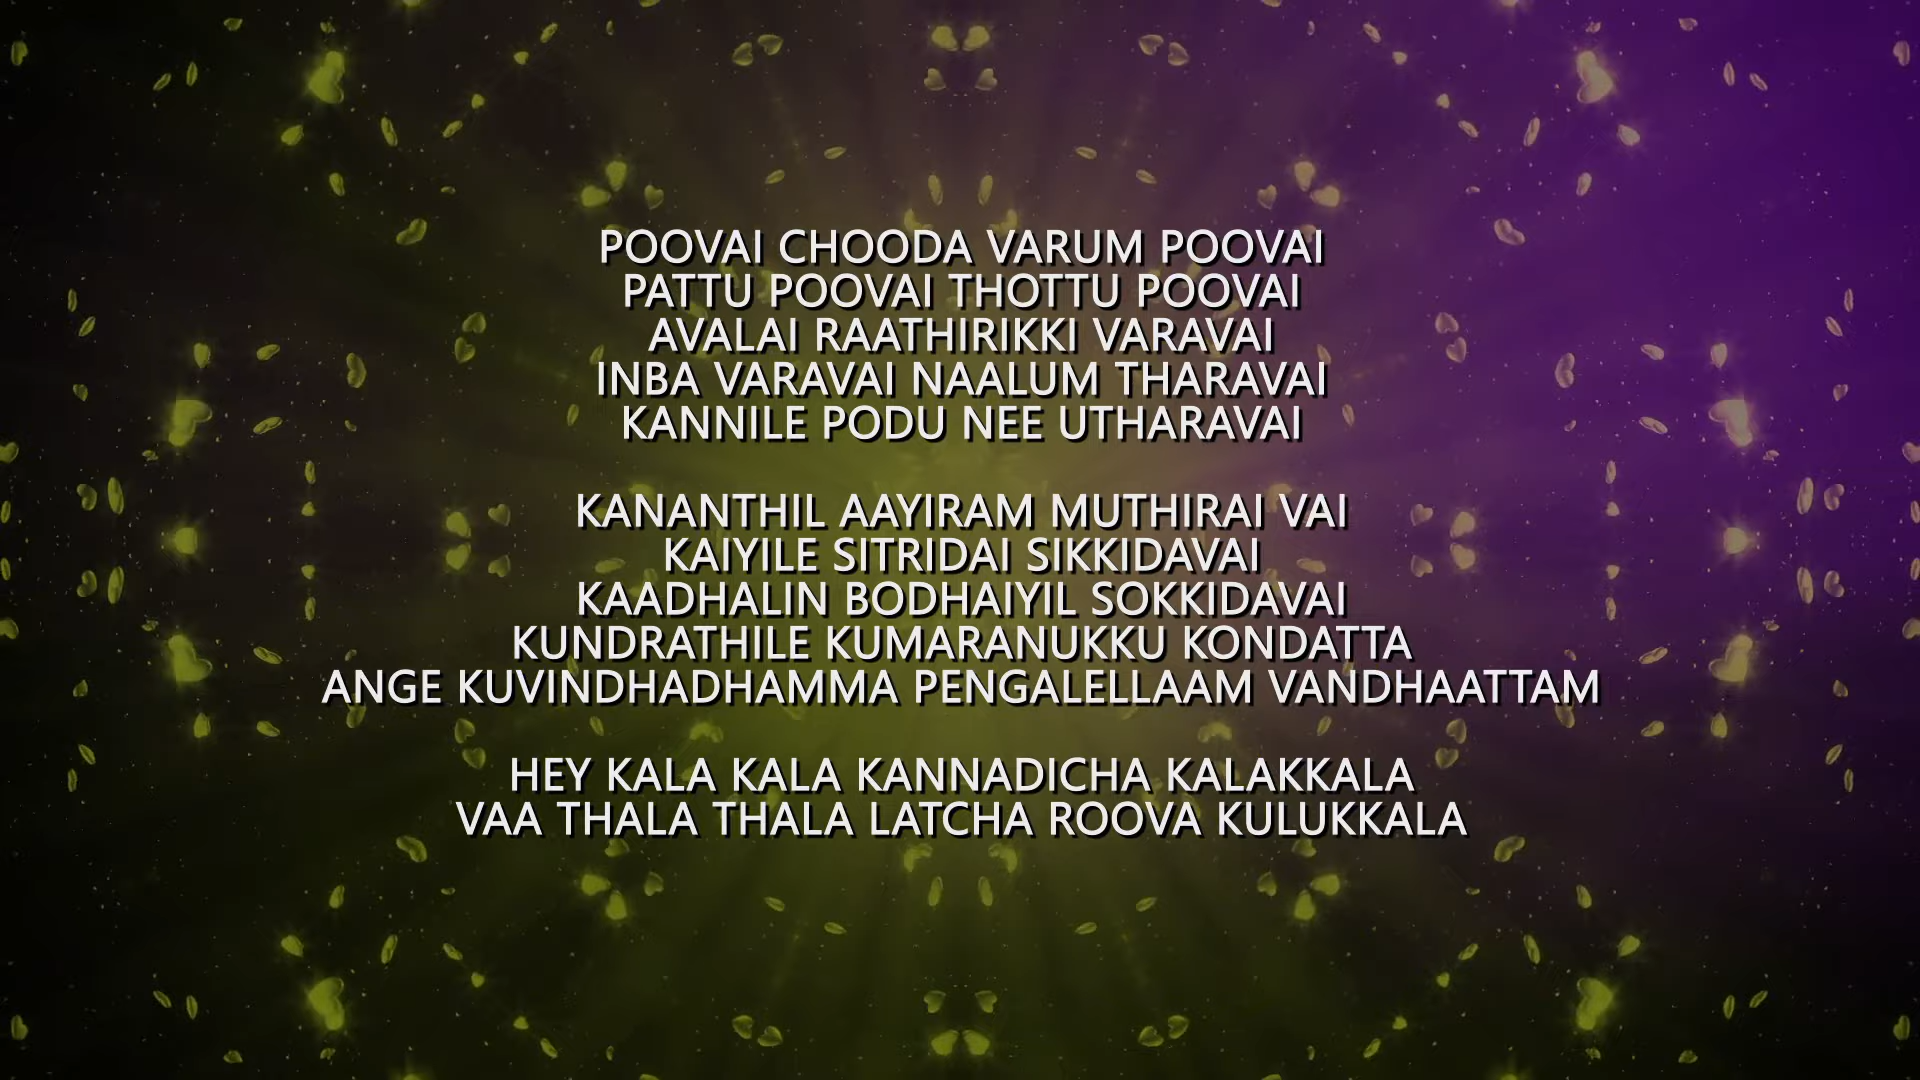 POOVAI CHOODA VARUM POOVAI
PATTU POOVAI THOTTU POOVAI
AVALAI RAATHIRIKKI VARAVAI
INBA VARAVAI NAALUM THARAVAI
KANNILE PODU NEE UTHARAVAI
KANANTHIL AAYIRAM MUTHIRAI VAI
KAIYILE SITRIDAI SIKKIDAVAI
KAADHALIN BODHAIYIL SOKKIDAVAI
KUNDRATHILE KUMARANUKKU KONDATTA
ANGE KUVINDHADHAMMA PENGALELLAAM VANDHAATTAM
HEY KALA KALA KANNADICHA KALAKKALA
VAA THALA THALA LATCHA ROOVA KULUKKALA